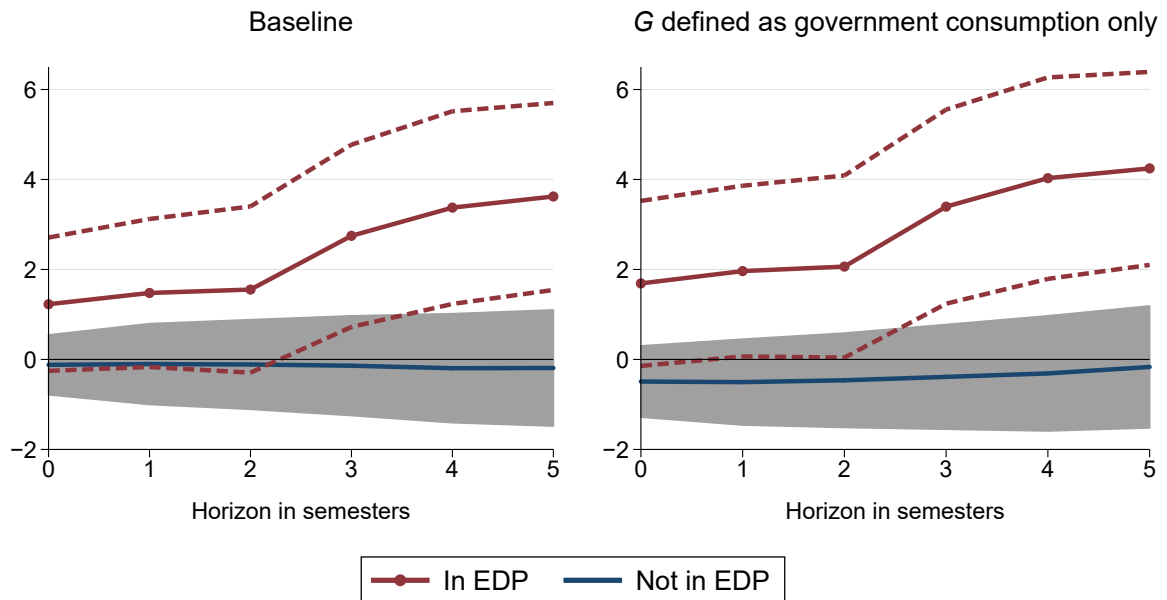 Baseline
6
4
2
0
−2
0 1 2 3 4 5
Horizon in semesters
G defined as government consumption only
6
4
2
0
−2
0 1 2 3 4 5
Horizon in semesters
In EDP Not in EDP